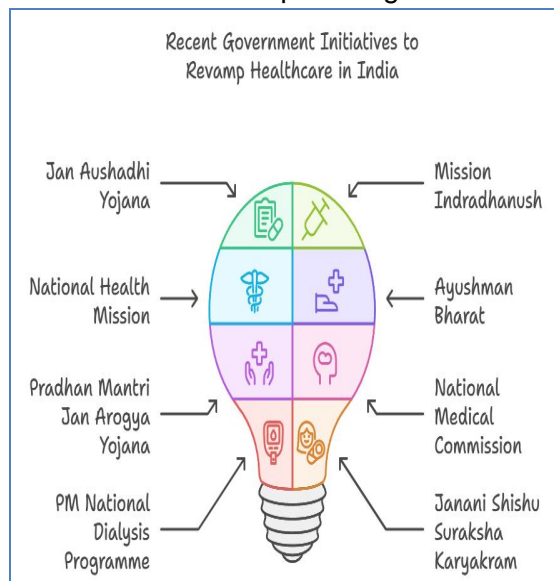 Recent Government Initiatives to
Revamp Healthcare in India
Jan Aushadhi
Yojana
Mission
Indradhanush
National Health
Mission
Ayushman
Bharat
Pradhan Mantri
Jan Arogya
Yojana
National
Medical
Commission
PM National
Dialysis
Programme
Janani Shishu
Suraksha
Karyakram